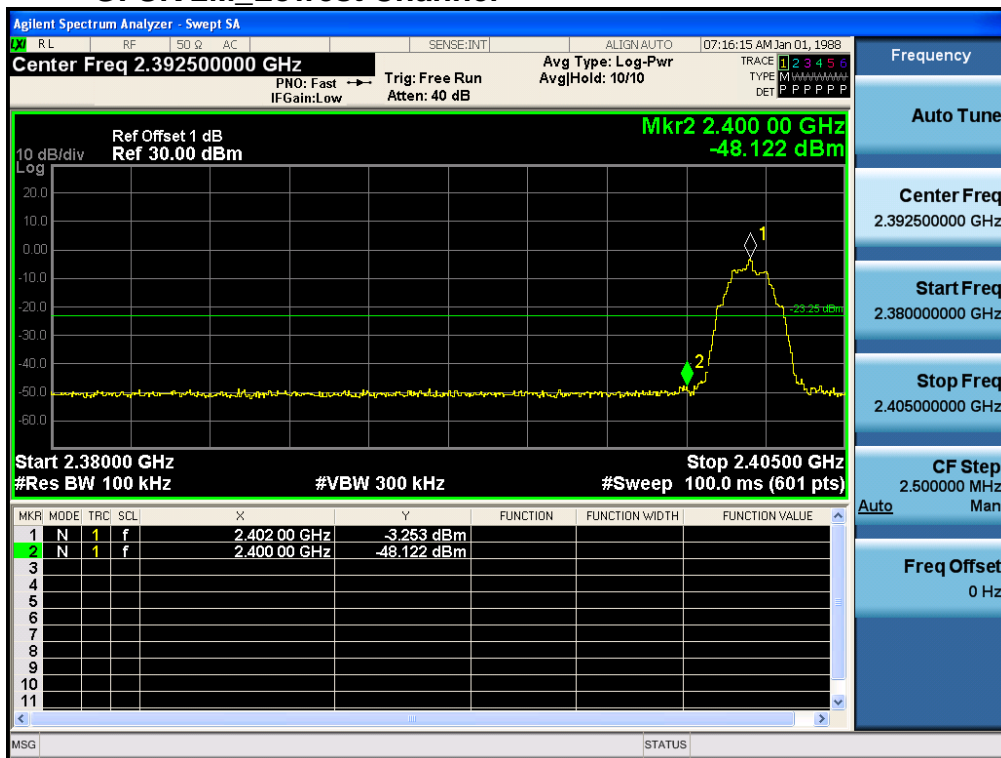 Agilent Spectrum Analyzer - Swept SA
LXI RL RF 50 Ω AC SENSE:INT ALIGN AUTO 07:16:15 AM Jan 01, 1988
Center Freq 2.392500000 GHz
PNO: Fast
IFGain:Low
Trig: Free Run
Atten: 40 dB
Avg Type: Log-Pwr
Avg|Hold: 10/10
TRACE 1 2 3 4 5 6
TYPE M
DET P P P P P P
Mkr2 2.400 00 GHz
-48.122 dBm
Ref Offset 1 dB
10 dB/div Ref 30.00 dBm
Log
20.0
10.0
0.00
-10.0
-20.0
-30.0
-40.0
-50.0
-60.0
1
-23.25 dBm
2
Start 2.38000 GHz Stop 2.40500 GHz
#Res BW 100 kHz #VBW 300 kHz #Sweep 100.0 ms (601 pts)
MKR MODE TRC SCL X Y FUNCTION FUNCTION WIDTH FUNCTION VALUE
1 N 1 f 2.402 00 GHz -3.253 dBm
2 N 1 f 2.400 00 GHz -48.122 dBm
3
4
5
6
7
8
9
10
11
MSG STATUS
Frequency
Auto Tune
Center Freq
2.392500000 GHz
Start Freq
2.380000000 GHz
Stop Freq
2.405000000 GHz
CF Step
2.500000 MHz
Auto Man
Freq Offset
0 Hz